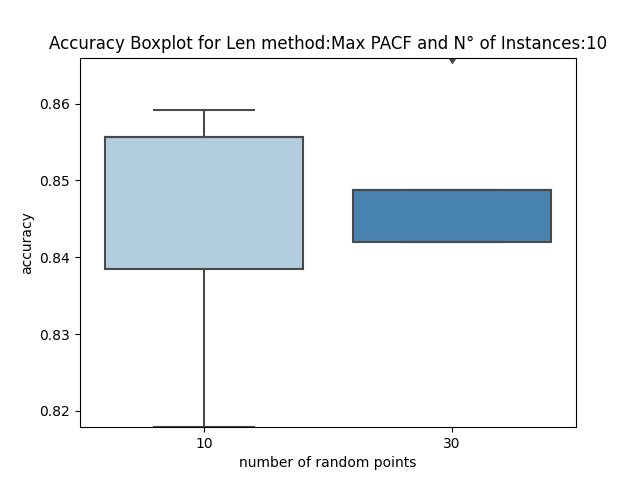 Accuracy Boxplot for Len method:Max PACF and N° of Instances:10
0.86
0.85
0.84
0.83
0.82
accuracy
10 30
number of random points